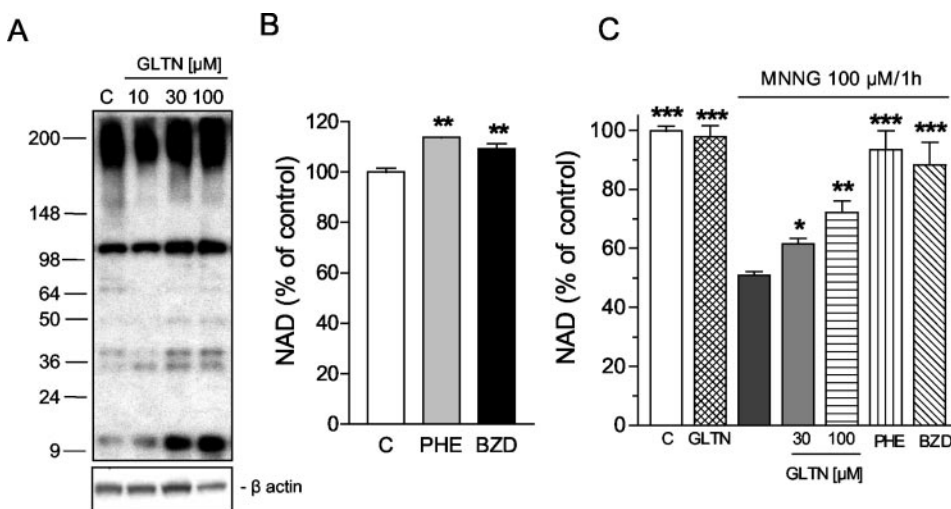 A
GLTN [µM]
C 10 30 100
200
148
98
64
50
36
24
9
- β actin
B
NAD (% of control)
120
100
80
60
40
20
0
**
**
C PHE BZD
C
MNNG 100 µM/1h
NAD (% of control)
100
80
60
40
20
0
***
***
*
**
***
***
C GLTN 30 100 PHE BZD
GLTN [µM]